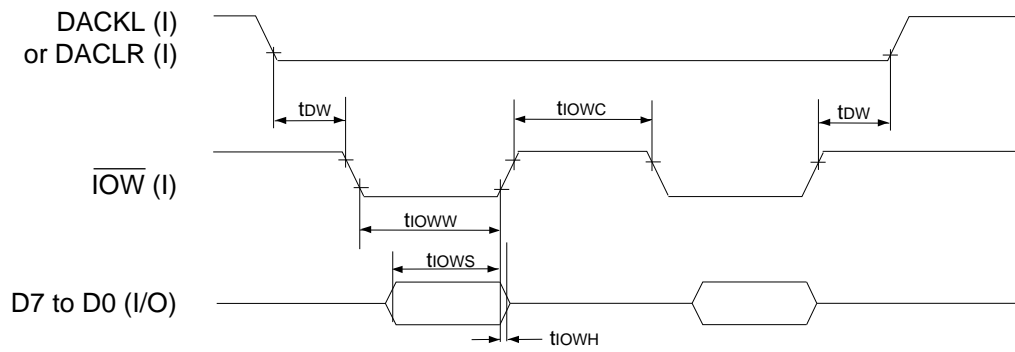 DACKL (I)
or DACLR (I)
tDW
tIOWC
tDW
IOW (I)
tIOWW
tIOWS
D7 to D0 (I/O)
tIOWH